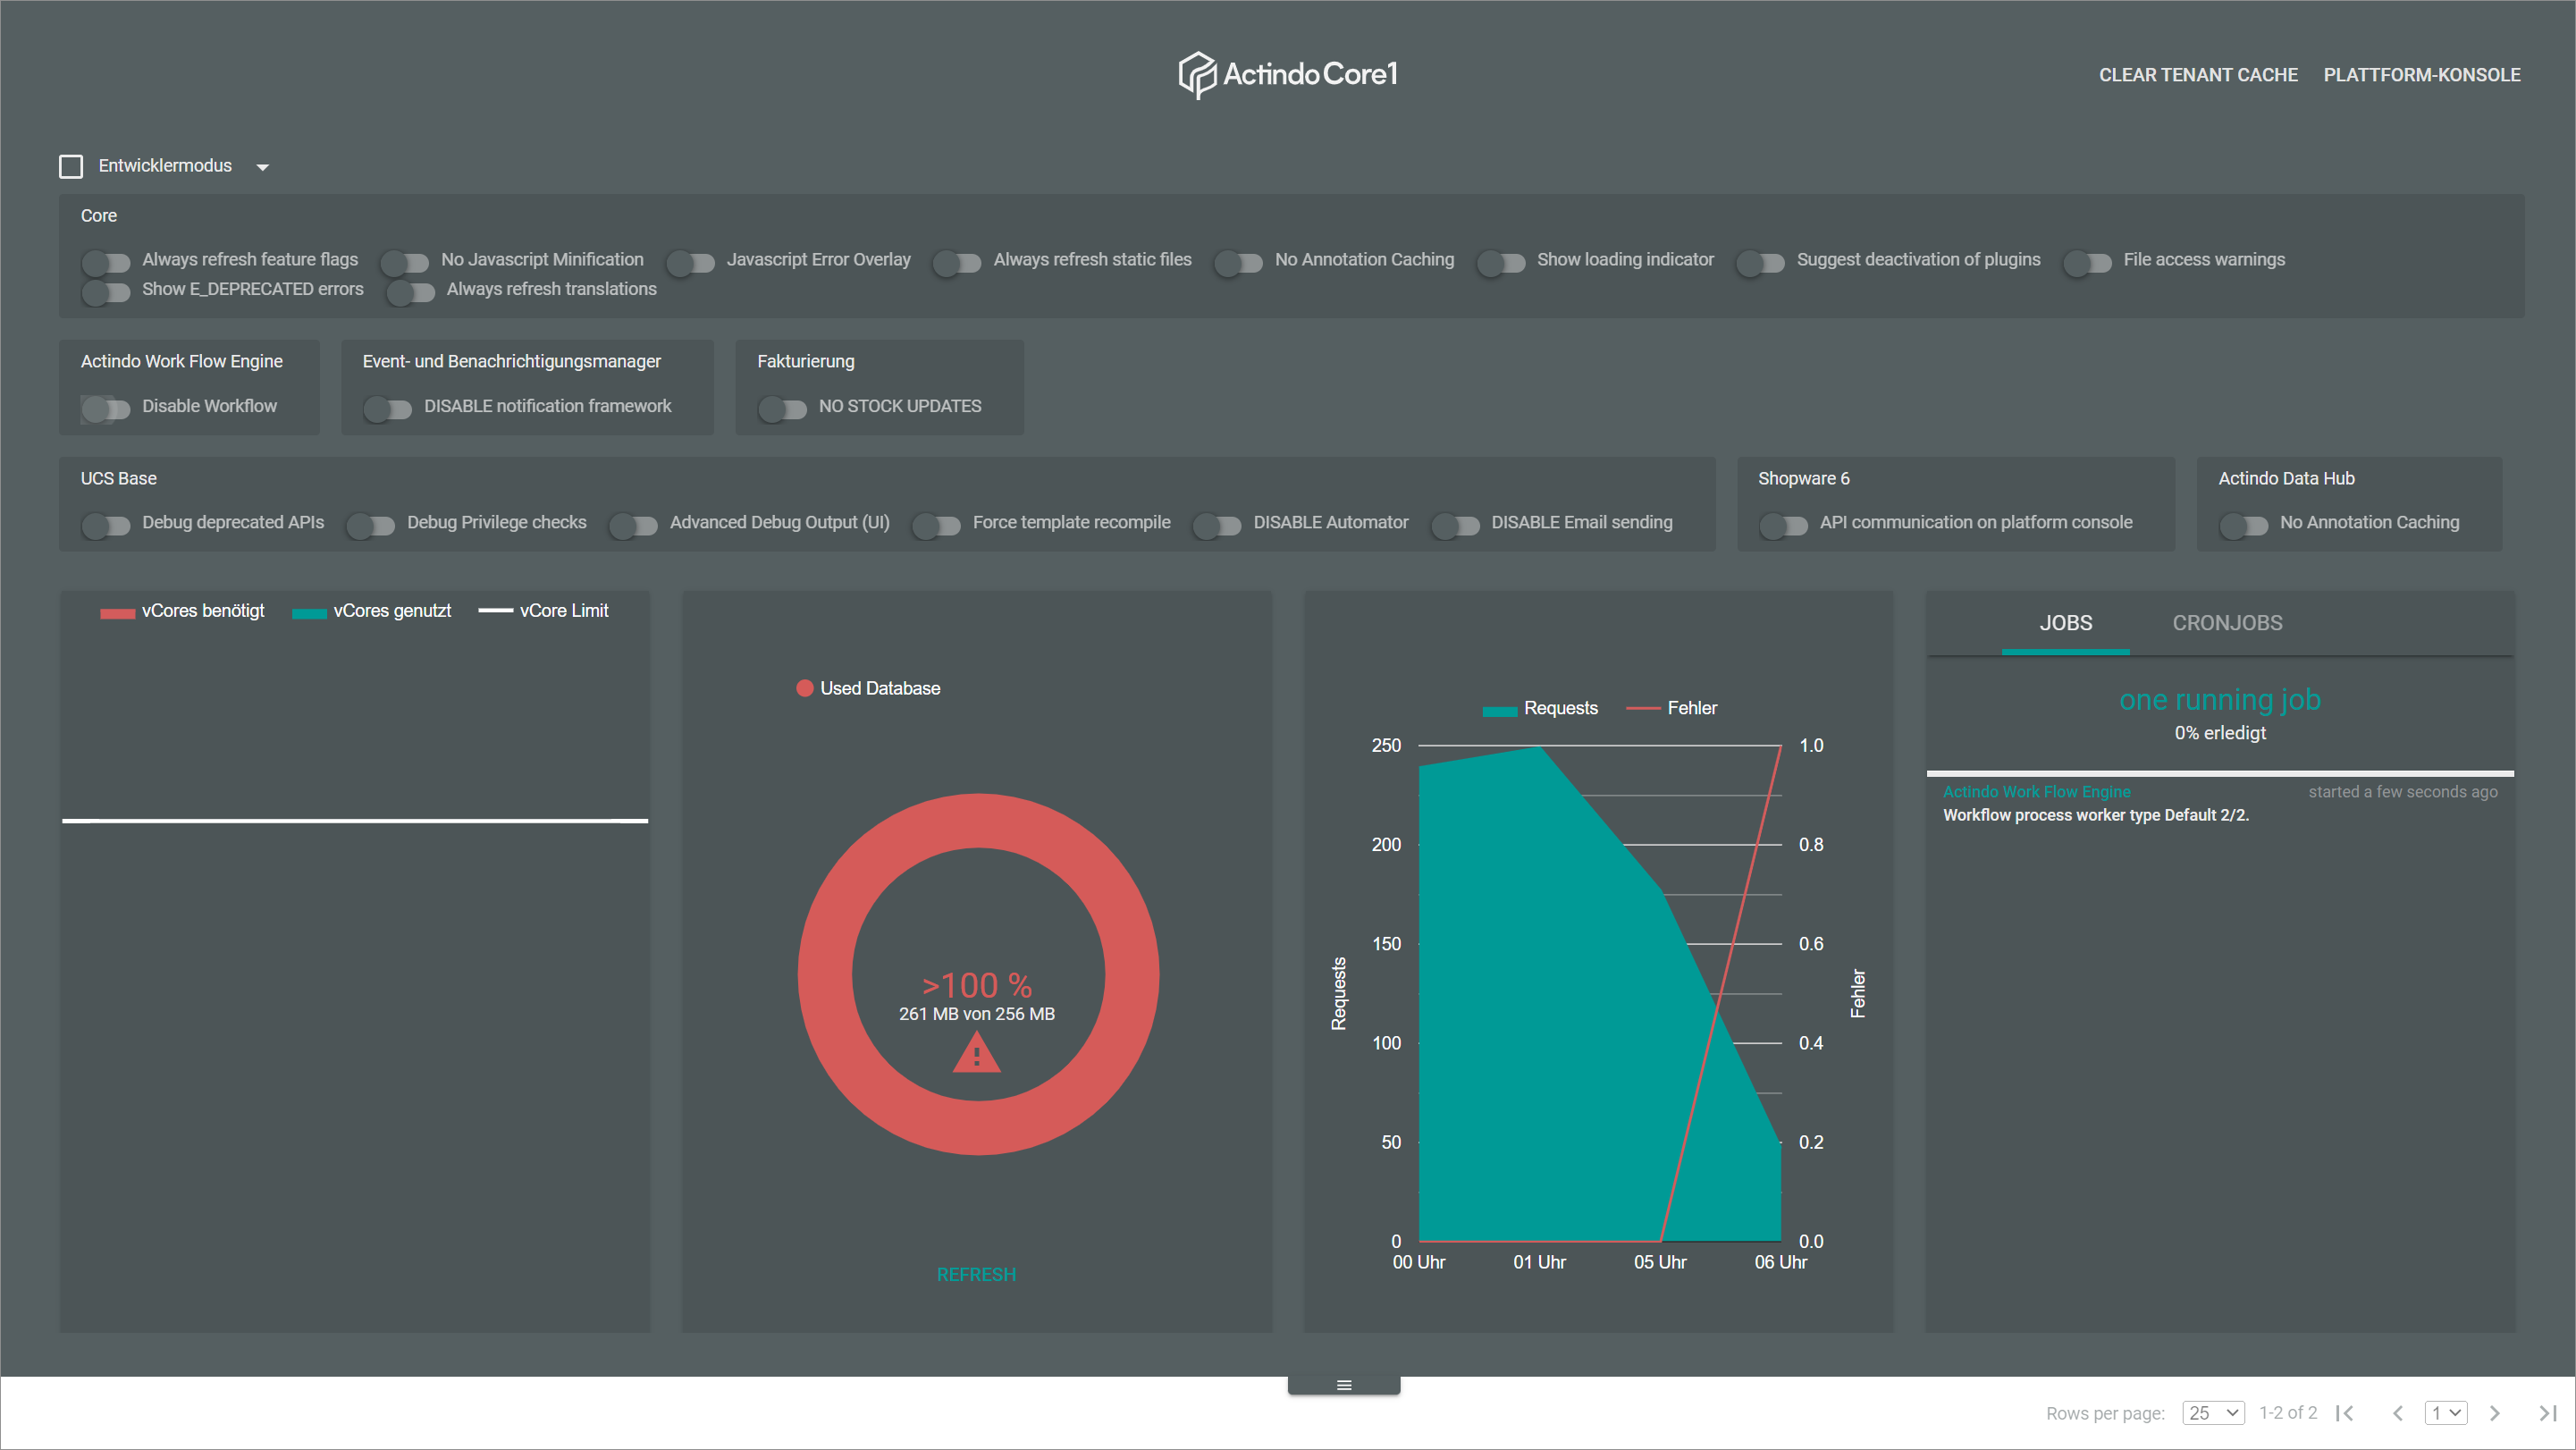 Actindo Core1
CLEAR TENANT CACHE PLATTFORM-KONSOLE
Entwicklermodus
Core
Always refresh feature flags No Javascript Minification Javascript Error Overlay Always refresh static files No Annotation Caching Show loading indicator Suggest deactivation of plugins File access warnings
Show E_DEPRECATED errors Always refresh translations
Actindo Work Flow Engine
Disable Workflow
Event- und Benachrichtigungsmanager
DISABLE notification framework
Fakturierung
NO STOCK UPDATES
UCS Base
Debug deprecated APIs Debug Privilege checks Advanced Debug Output (UI) Force template recompile DISABLE Automator DISABLE Email sending
Shopware 6
API communication on platform console
Actindo Data Hub
No Annotation Caching
vCores benötigt vCores genutzt vCore Limit
Used Database
>100 %
261 MB von 256 MB
REFRESH
Requests Fehler
250 1.0
200 0.8
150 0.6
100 0.4
50 0.2
0 0.0
Requests
Fehler
00 Uhr 01 Uhr 05 Uhr 06 Uhr
JOBS CRONJOBS
one running job
0% erledigt
Actindo Work Flow Engine started a few seconds ago
Workflow process worker type Default 2/2.
Rows per page: 25 1-2 of 2 1